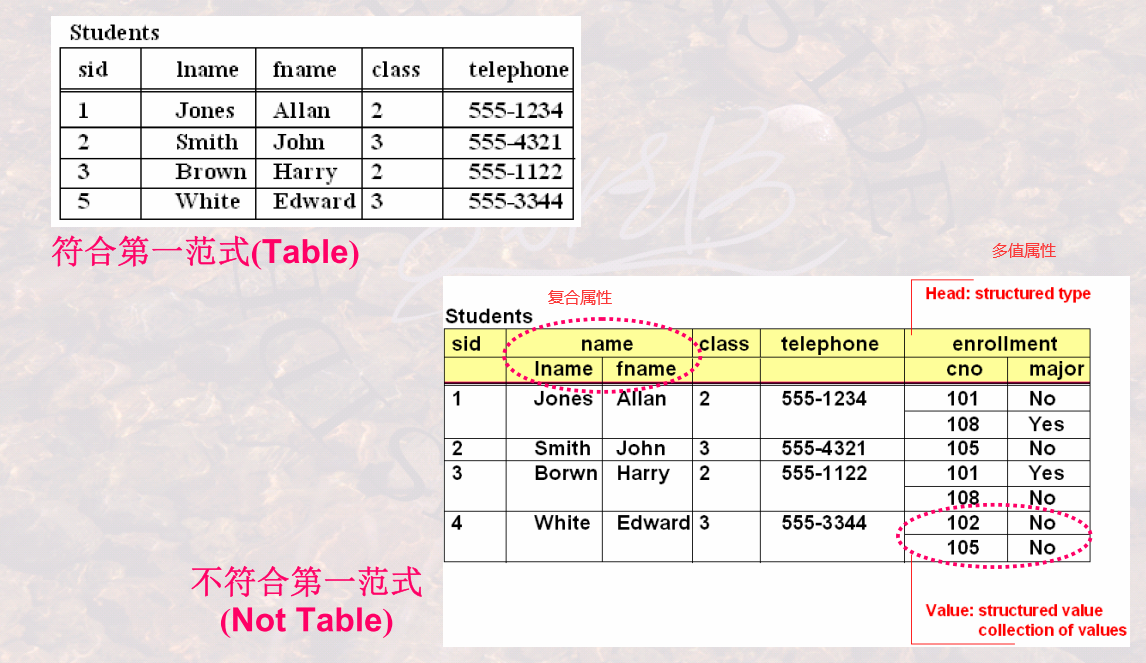 Students
sid lname fname class telephone
1 Jones Allan 2 555-1234
2 Smith John 3 555-4321
3 Brown Harry 2 555-1122
5 White Edward 3 555-3344
符合第一范式(Table)
多值属性
复合属性
Head: structured type
Students
sid name class telephone enrollment
lname fname cno major
1 Jones Allan 2 555-1234 101 No
108 Yes
2 Smith John 3 555-4321 105 No
3 Borwn Harry 2 555-1122 101 Yes
108 No
4 White Edward 3 555-3344 102 No
105 No
不符合第一范式
(Not Table)
Value: structured value
collection of values